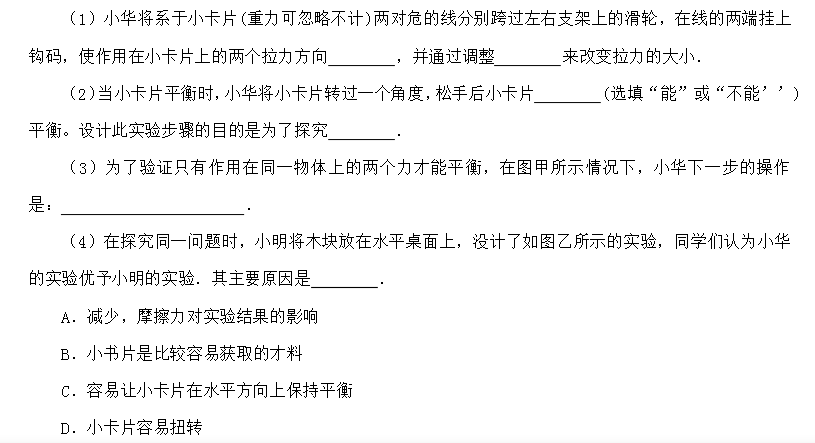 （1）小华将系于小卡片(重力可忽略不计)两对危的线分别跨过左右支架上的滑轮，在线的两端挂上
钩码，使作用在小卡片上的两个拉力方向________，并通过调整________来改变拉力的大小．
（2）当小卡片平衡时，小华将小卡片转过一个角度，松手后小卡片________(选填“能”或“不能’’)
平衡。设计此实验步骤的目的是为了探究________．
（3）为了验证只有作用在同一物体上的两个力才能平衡，在图甲所示情况下，小华下一步的操作
是：______________________．
（4）在探究同一问题时，小明将木块放在水平桌面上，设计了如图乙所示的实验，同学们认为小华
的实验优予小明的实验．其主要原因是________．
A．减少，摩擦力对实验结果的影响
B．小书片是比较容易获取的才料
C．容易让小卡片在水平方向上保持平衡
D．小卡片容易扭转